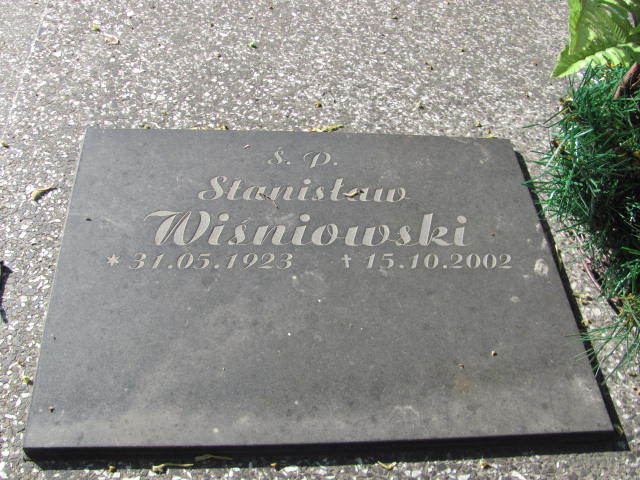 Ś. P.
Stanisław
Wiśniowski
* 31.05.1923 † 15.10.2002